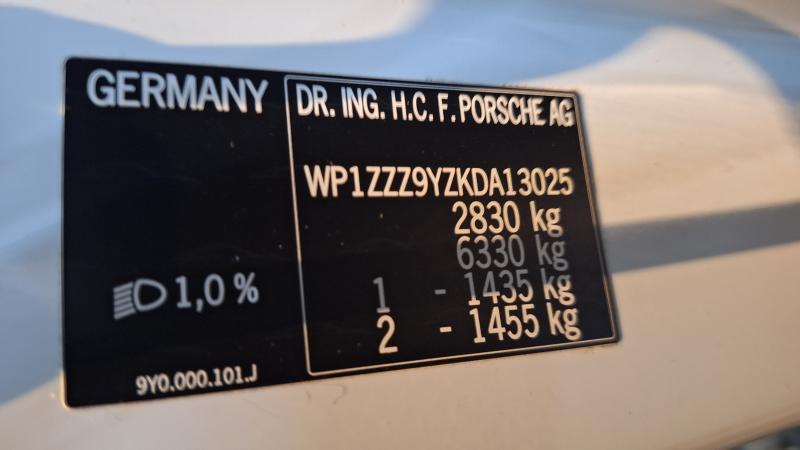 GERMANY
DR. ING. H.C. F. PORSCHE AG
WP1ZZZ9YZKDA13025
2830 kg
6330 kg
1 - 1435 kg
2 - 1455 kg
1,0 %
9Y0.000.101.J